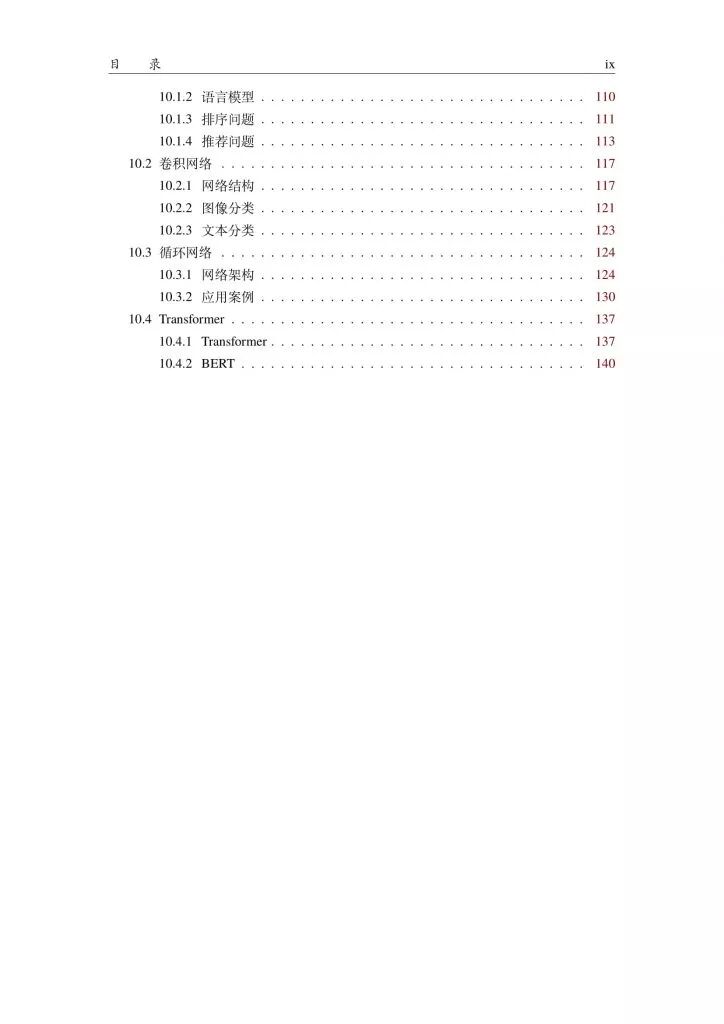 目 录 ix
10.1.2 语言模型 . . . . . . . . . . . . . . . . . . . . . . . . . . . . . . . . . 110
10.1.3 排序问题 . . . . . . . . . . . . . . . . . . . . . . . . . . . . . . . . . 111
10.1.4 推荐问题 . . . . . . . . . . . . . . . . . . . . . . . . . . . . . . . . . 113
10.2 卷积网络 . . . . . . . . . . . . . . . . . . . . . . . . . . . . . . . . . . . . . 117
10.2.1 网络结构 . . . . . . . . . . . . . . . . . . . . . . . . . . . . . . . . . 117
10.2.2 图像分类 . . . . . . . . . . . . . . . . . . . . . . . . . . . . . . . . . 121
10.2.3 文本分类 . . . . . . . . . . . . . . . . . . . . . . . . . . . . . . . . . 123
10.3 循环网络 . . . . . . . . . . . . . . . . . . . . . . . . . . . . . . . . . . . . . 124
10.3.1 网络架构 . . . . . . . . . . . . . . . . . . . . . . . . . . . . . . . . . 124
10.3.2 应用案例 . . . . . . . . . . . . . . . . . . . . . . . . . . . . . . . . . 130
10.4 Transformer . . . . . . . . . . . . . . . . . . . . . . . . . . . . . . . . . . . . 137
10.4.1 Transformer . . . . . . . . . . . . . . . . . . . . . . . . . . . . . . . . 137
10.4.2 BERT . . . . . . . . . . . . . . . . . . . . . . . . . . . . . . . . . . . 140